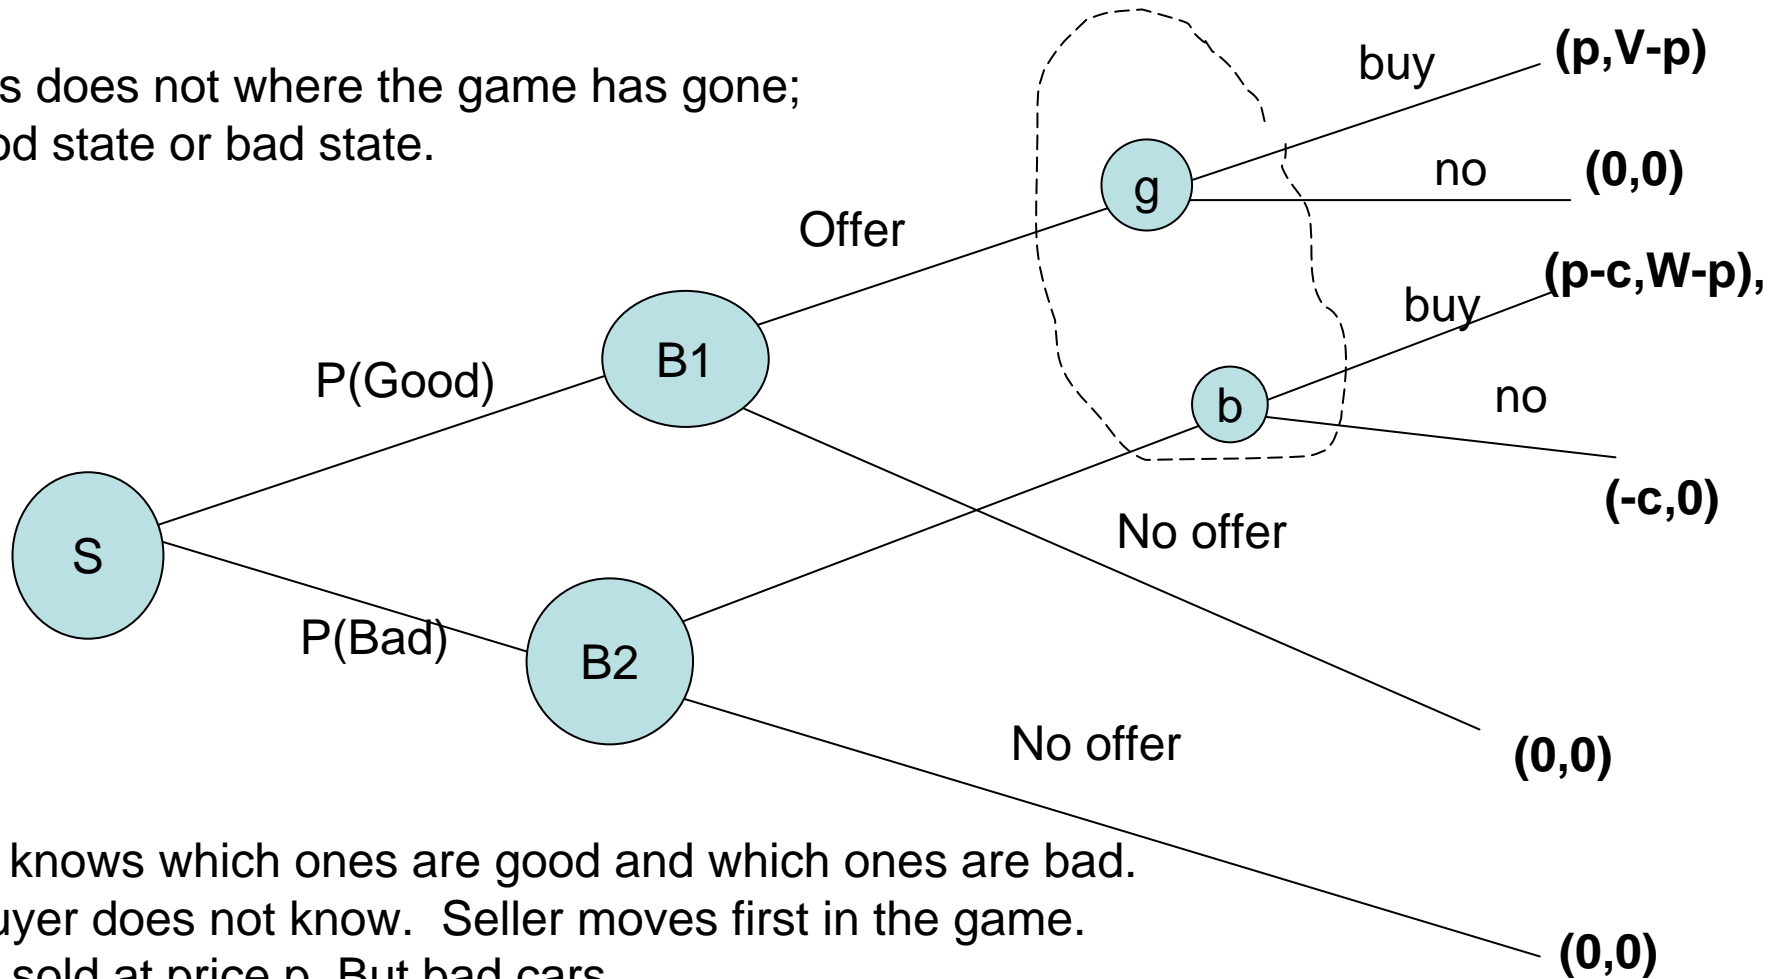 s does not where the game has gone;
od state or bad state.
buy
(p,V-p)
no
(0,0)
g
Offer
(p-c,W-p),
buy
B1
P(Good)
b
no
(-c,0)
No offer
S
P(Bad)
B2
No offer
(0,0)
knows which ones are good and which ones are bad.
uyer does not know. Seller moves first in the game.
sold at price p. But bad cars
(0,0)